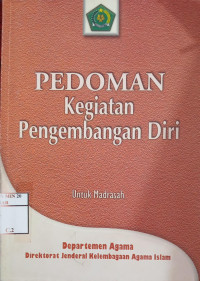 PEDOMAN
Kegiatan
Pengembangan Diri
Untuk Madrasah
Departemen Agama
Direktorat Jenderal Kelembagaan Agama Islam